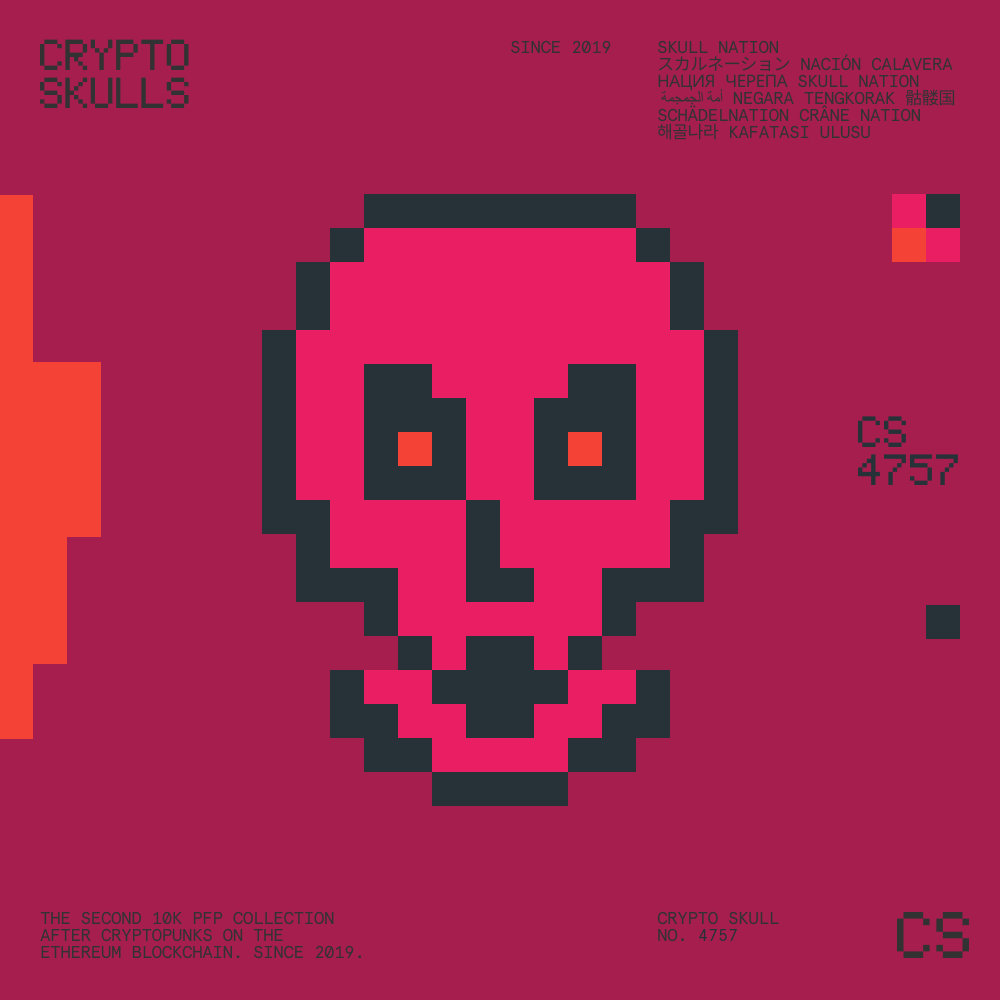 CRYPTO
SKULLS
SINCE 2019
SKULL NATION
スカルネーション NACIÓN CALAVERA
НАЦИЯ ЧЕРЕПА SKULL NATION
أمة الجمجمة NEGARA TENGKORAK 骷髅国
SCHÄDELNATION CRÂNE NATION
해골나라 KAFATASI ULUSU
CS
4757
THE SECOND 10K PFP COLLECTION
AFTER CRYPTOPUNKS ON THE
ETHEREUM BLOCKCHAIN. SINCE 2019.
CRYPTO SKULL
NO. 4757
CS